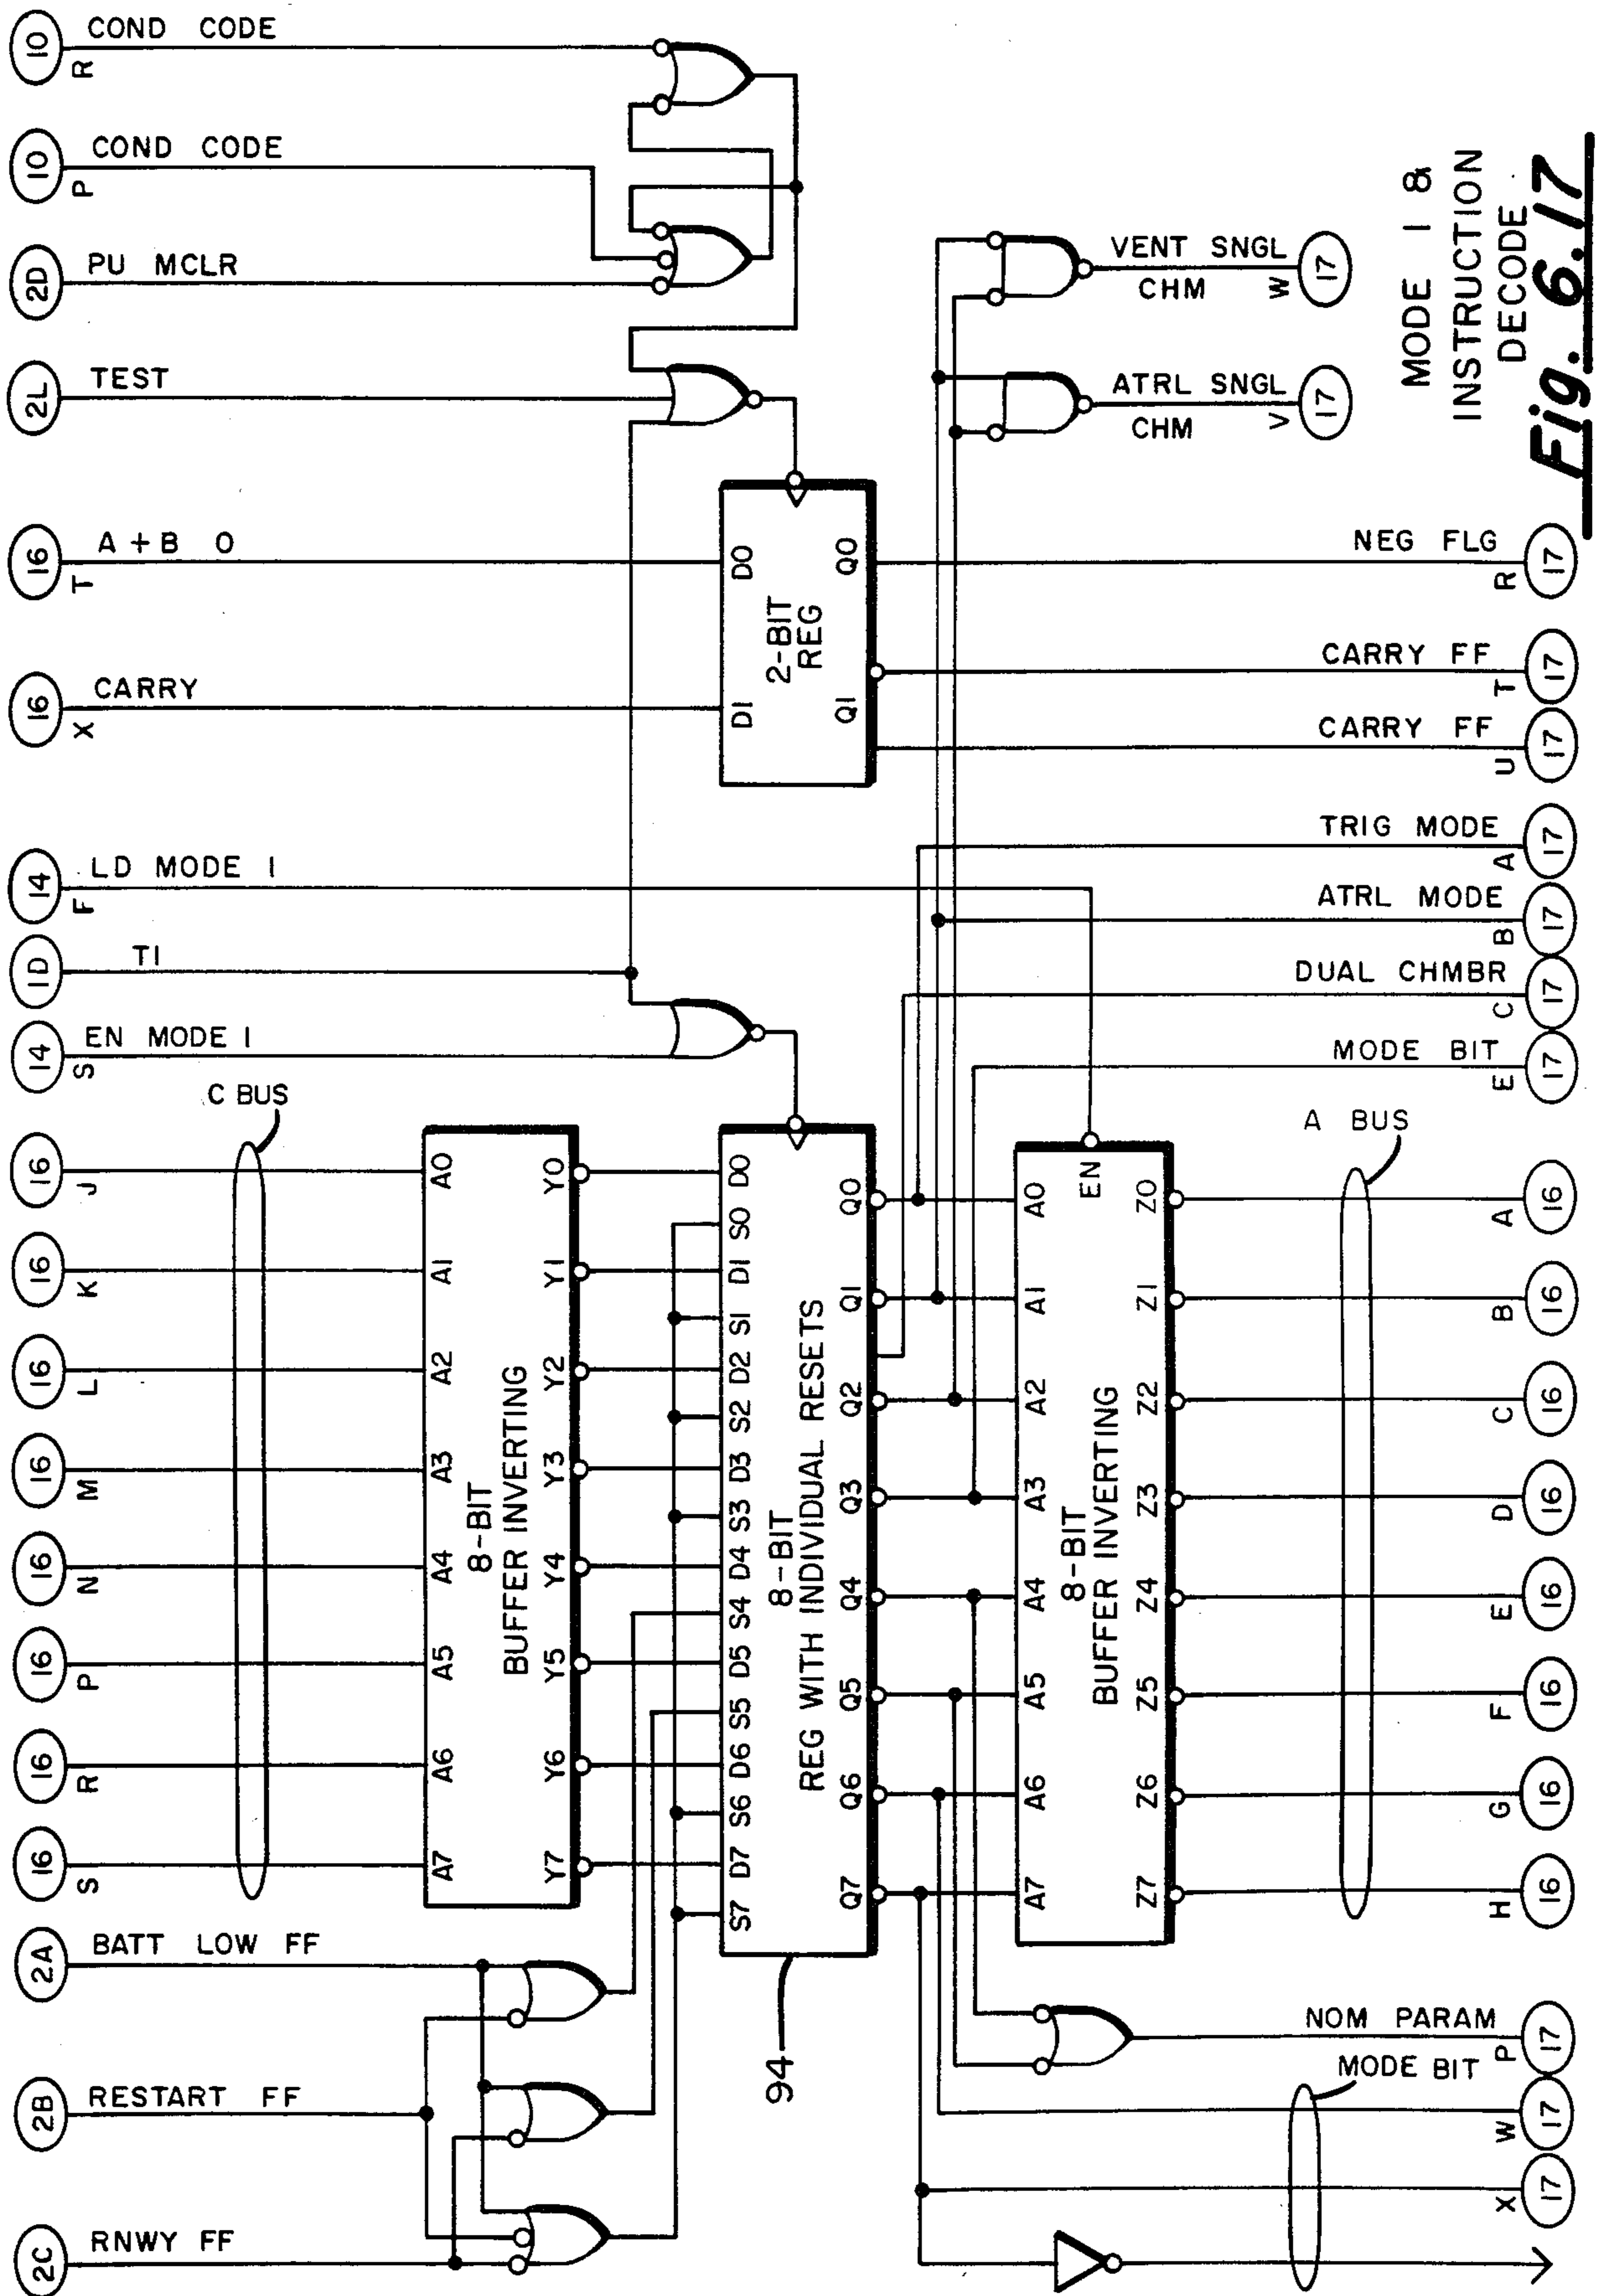 10 R COND CODE
10 P COND CODE
2D PU MCLR
2L TEST
16 T A + B 0
16 X CARRY
14 F LD MODE 1
1D T1
14 S EN MODE 1
C BUS
16 J
16 K
16 L
16 M
16 N
16 P
16 R
16 S
2A BATT LOW FF
2B RESTART FF
2C RNWY FF
A7 A6 A5 A4 A3 A2 A1 A0
8-BIT
BUFFER INVERTING
Y7 Y6 Y5 Y4 Y3 Y2 Y1 Y0
S7 D7 S6 D6 S5 D5 S4 D4 S3 D3 S2 D2 S1 D1 S0 D0
8-BIT
REG WITH INDIVIDUAL RESETS
Q7 Q6 Q5 Q4 Q3 Q2 Q1 Q0
94
D1 D0
2-BIT
REG
Q1 Q0
A7 A6 A5 A4 A3 A2 A1 A0
EN
8-BIT
BUFFER INVERTING
Z7 Z6 Z5 Z4 Z3 Z2 Z1 Z0
VENT SNGL
CHM
W 17
ATRL SNGL
CHM
V 17
NEG FLG R 17
CARRY FF T 17
CARRY FF U 17
TRIG MODE A 17
ATRL MODE B 17
DUAL CHMBR C 17
MODE BIT E 17
A BUS
A 16
B 16
C 16
D 16
E 16
F 16
G 16
H 16
NOM PARAM P 17
MODE BIT
W 17
X 17
MODE 1 &
INSTRUCTION
DECODE
Fig. 6.17